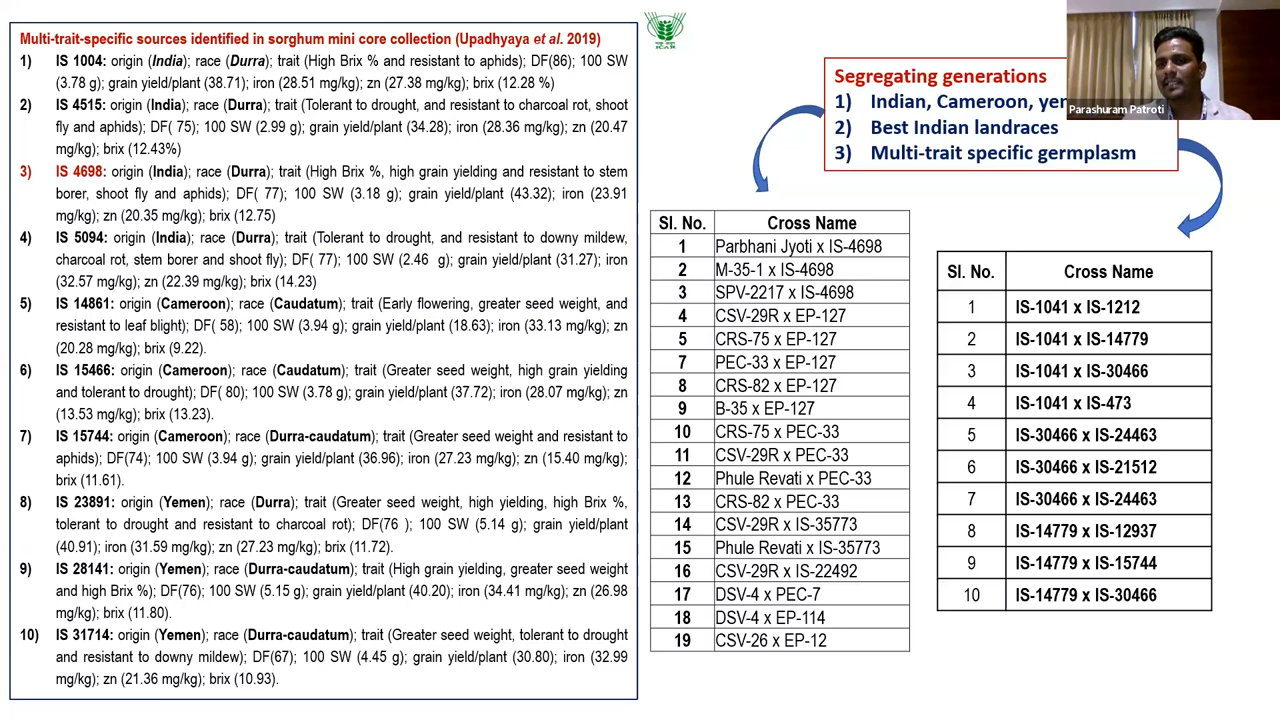 Multi-trait-specific sources identified in sorghum mini core collection (Upadhyaya et al. 2019)
1) IS 1004: origin (India); race (Durra); trait (High Brix % and resistant to aphids); DF(86); 100 SW
(3.78 g); grain yield/plant (38.71); iron (28.51 mg/kg); zn (27.38 mg/kg); brix (12.28 %)
2) IS 4515: origin (India); race (Durra); trait (Tolerant to drought, and resistant to charcoal rot, shoot
fly and aphids); DF( 75); 100 SW (2.99 g); grain yield/plant (34.28); iron (28.36 mg/kg); zn (20.47
mg/kg); brix (12.43%)
3) IS 4698: origin (India); race (Durra); trait (High Brix %, high grain yielding and resistant to stem
borer, shoot fly and aphids); DF( 77); 100 SW (3.18 g); grain yield/plant (43.32); iron (23.91
mg/kg); zn (20.35 mg/kg); brix (12.75)
4) IS 5094: origin (India); race (Durra); trait (Tolerant to drought, and resistant to downy mildew,
charcoal rot, stem borer and shoot fly); DF( 77); 100 SW (2.46 g); grain yield/plant (31.27); iron
(32.57 mg/kg); zn (22.39 mg/kg); brix (14.23)
5) IS 14861: origin (Cameroon); race (Caudatum); trait (Early flowering, greater seed weight, and
resistant to leaf blight); DF( 58); 100 SW (3.94 g); grain yield/plant (18.63); iron (33.13 mg/kg); zn
(20.28 mg/kg); brix (9.22).
6) IS 15466: origin (Cameroon); race (Caudatum); trait (Greater seed weight, high grain yielding
and tolerant to drought); DF( 80); 100 SW (3.78 g); grain yield/plant (37.72); iron (28.07 mg/kg); zn
(13.53 mg/kg); brix (13.23).
7) IS 15744: origin (Cameroon); race (Durra-caudatum); trait (Greater seed weight and resistant to
aphids); DF(74); 100 SW (3.94 g); grain yield/plant (36.96); iron (27.23 mg/kg); zn (15.40 mg/kg);
brix (11.61).
8) IS 23891: origin (Yemen); race (Durra); trait (Greater seed weight, high yielding, high Brix %,
tolerant to drought and resistant to charcoal rot); DF(76 ); 100 SW (5.14 g); grain yield/plant
(40.91); iron (31.59 mg/kg); zn (27.23 mg/kg); brix (11.72).
9) IS 28141: origin (Yemen); race (Durra-caudatum); trait (High grain yielding, greater seed weight
and high Brix %); DF(76); 100 SW (5.15 g); grain yield/plant (40.20); iron (34.41 mg/kg); zn (26.98
mg/kg); brix (11.80).
10) IS 31714: origin (Yemen); race (Durra-caudatum); trait (Greater seed weight, tolerant to drought
and resistant to downy mildew); DF(67); 100 SW (4.45 g); grain yield/plant (30.80); iron (32.99
mg/kg); zn (21.36 mg/kg); brix (10.93).
ICAR
Segregating generations
1) Indian, Cameroon, yer
2) Best Indian landraces
3) Multi-trait specific germplasm
Parashuram Patroti
Sl. No. Cross Name
1 Parbhani Jyoti x IS-4698
2 M-35-1 x IS-4698
3 SPV-2217 x IS-4698
4 CSV-29R x EP-127
5 CRS-75 x EP-127
7 PEC-33 x EP-127
8 CRS-82 x EP-127
9 B-35 x EP-127
10 CRS-75 x PEC-33
11 CSV-29R x PEC-33
12 Phule Revati x PEC-33
13 CRS-82 x PEC-33
14 CSV-29R x IS-35773
15 Phule Revati x IS-35773
16 CSV-29R x IS-22492
17 DSV-4 x PEC-7
18 DSV-4 x EP-114
19 CSV-26 x EP-12
Sl. No. Cross Name
1 IS-1041 x IS-1212
2 IS-1041 x IS-14779
3 IS-1041 x IS-30466
4 IS-1041 x IS-473
5 IS-30466 x IS-24463
6 IS-30466 x IS-21512
7 IS-30466 x IS-24463
8 IS-14779 x IS-12937
9 IS-14779 x IS-15744
10 IS-14779 x IS-30466